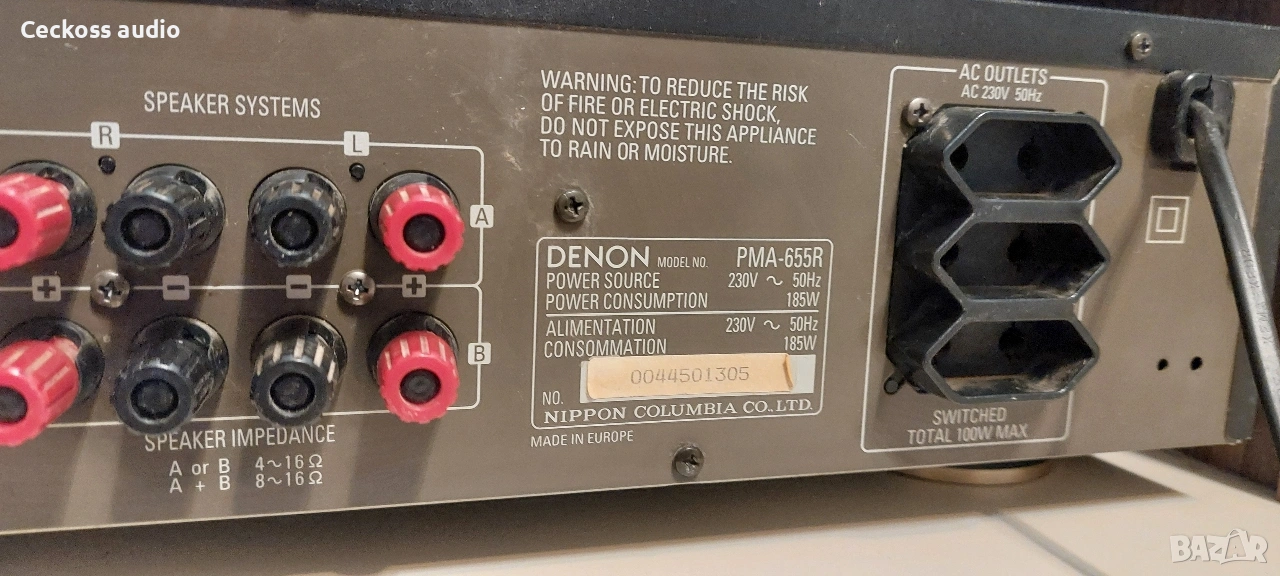 Ceckoss audio
SPEAKER SYSTEMS
R
L
A
+ − − +
B
SPEAKER IMPEDANCE
A or B 4~16Ω
A + B 8~16Ω
WARNING: TO REDUCE THE RISK
OF FIRE OR ELECTRIC SHOCK,
DO NOT EXPOSE THIS APPLIANCE
TO RAIN OR MOISTURE.
DENON MODEL NO. PMA-655R
POWER SOURCE 230V ~ 50Hz
POWER CONSUMPTION 185W
ALIMENTATION 230V ~ 50Hz
CONSOMMATION 185W
NO. 0044501305
NIPPON COLUMBIA CO., LTD.
MADE IN EUROPE
AC OUTLETS
AC 230V 50Hz
SWITCHED
TOTAL 100W MAX
BAZAR